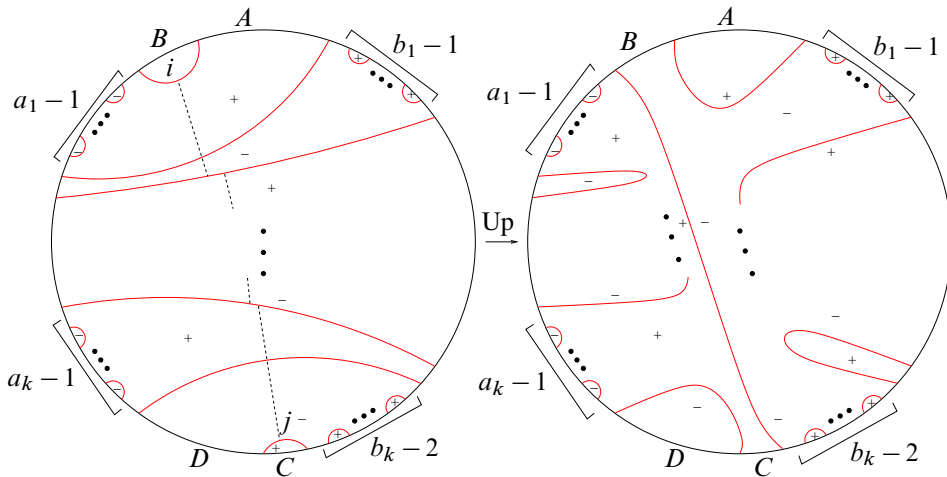 A
B
b₁ − 1
i
+
a₁ − 1
−
+
+
−
−
+
−
−
+
a_k − 1
−
+
j
−
+
+
b_k − 2
D
C
Up
A
B
b₁ − 1
+
a₁ − 1
−
+
+
−
+
−
+
−
+
−
−
−
−
+
+
a_k − 1
−
+
−
−
+
b_k − 2
D
C